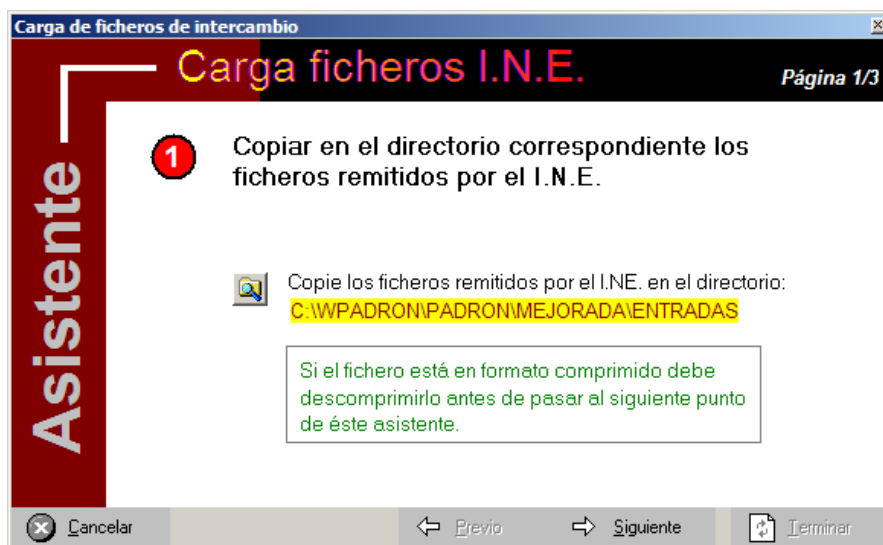 Carga de ficheros de intercambio
Carga ficheros I.N.E.
Página 1/3
Asistente
1
Copiar en el directorio correspondiente los
ficheros remitidos por el I.N.E.
Copie los ficheros remitidos por el I.NE. en el directorio:
C:\WPADRON\PADRON\MEJORADA\ENTRADAS
Si el fichero está en formato comprimido debe
descomprimirlo antes de pasar al siguiente punto
de éste asistente.
Cancelar
Previo
Siguiente
Terminar